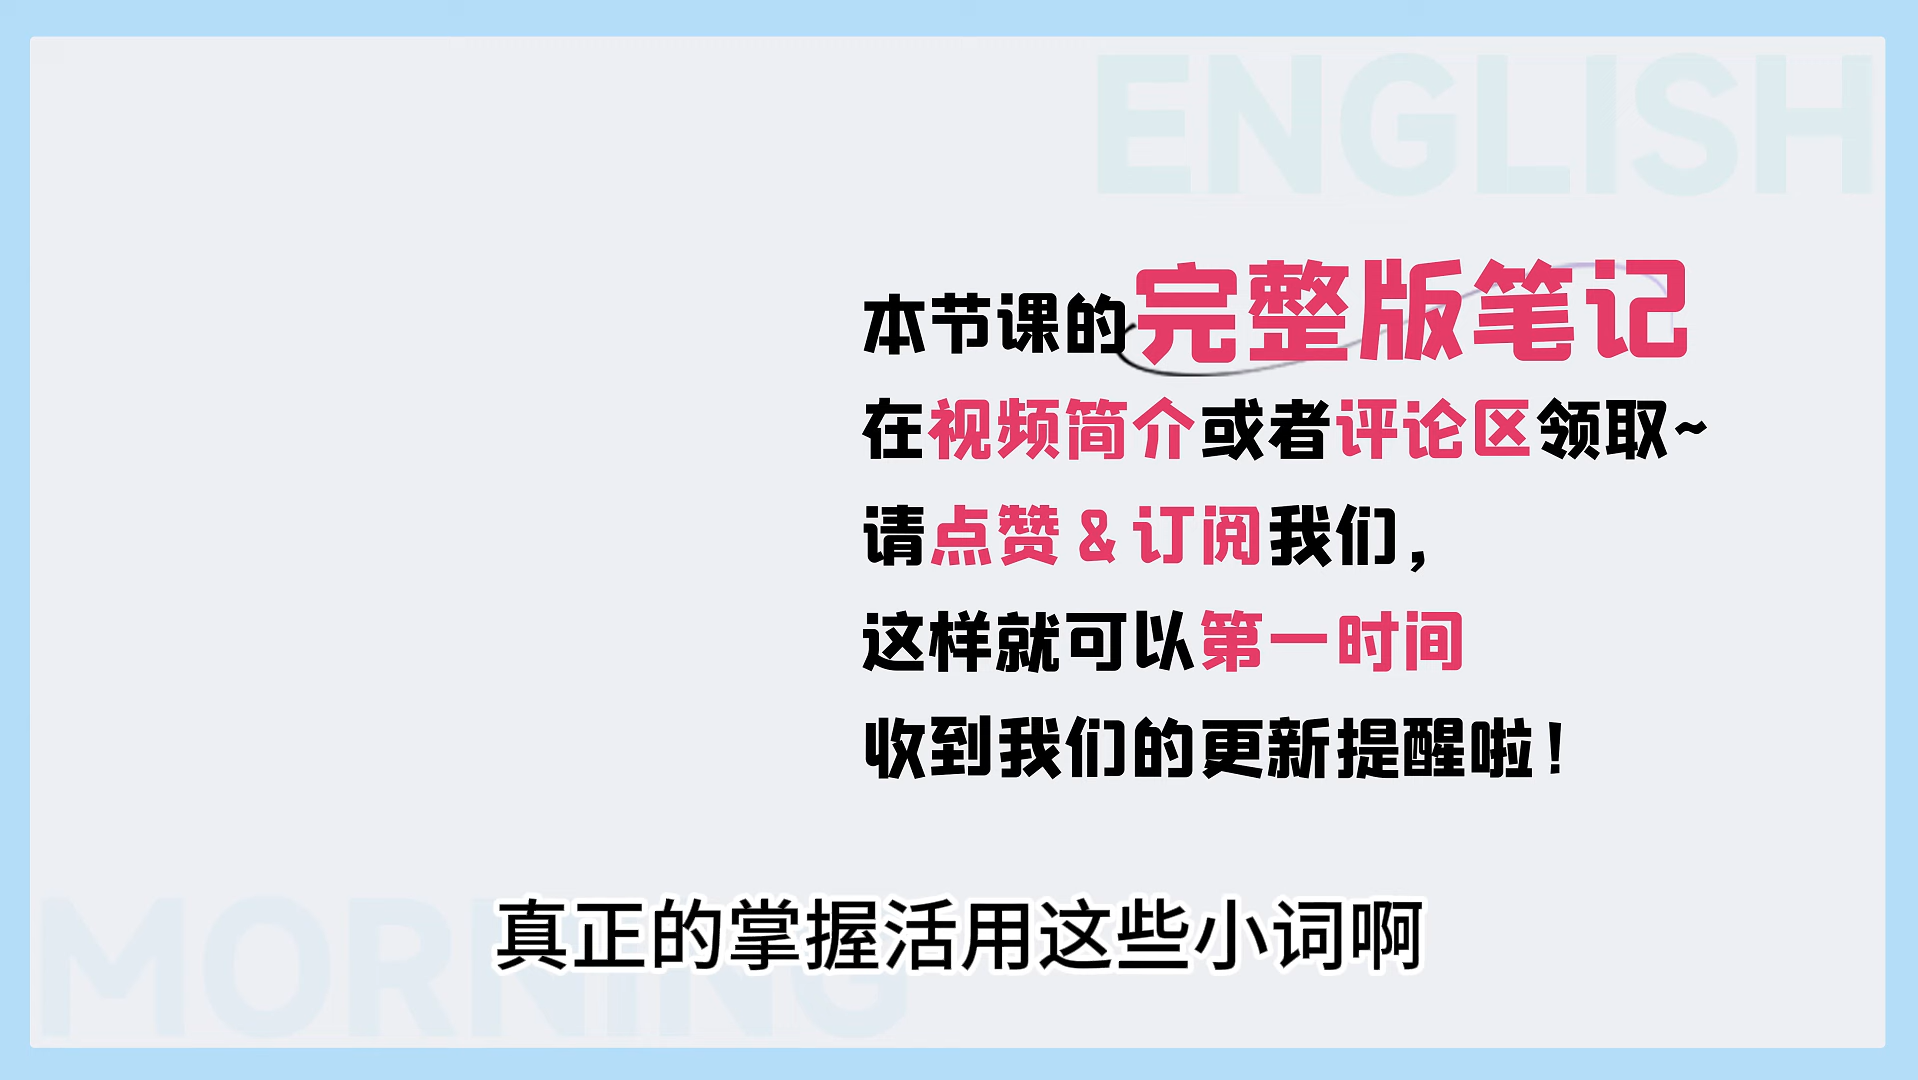 ENGLISH
本节课的完整版笔记
在视频简介或者评论区领取~
请点赞&订阅我们，
这样就可以第一时间
收到我们的更新提醒啦！
MORNING
真正的掌握活用这些小词啊